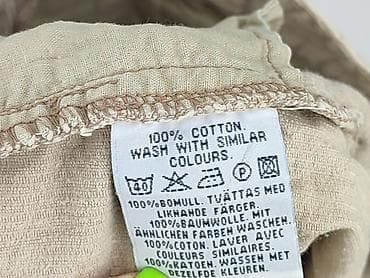 100% COTTON.
WASH WITH SIMILAR
COLOURS.
40 P
100%BOMULL. TVÄTTAS MED
LIKNANDE FÄRGER.
100%BAUMWOLLE. MIT
ÄHNLICHEN FARBEN WASCHEN.
100%COTON. LAVER AVEC
COULEURS SIMILAIRES.
100%KATOEN. WASSEN MET
DEZELFDE KLEUREN